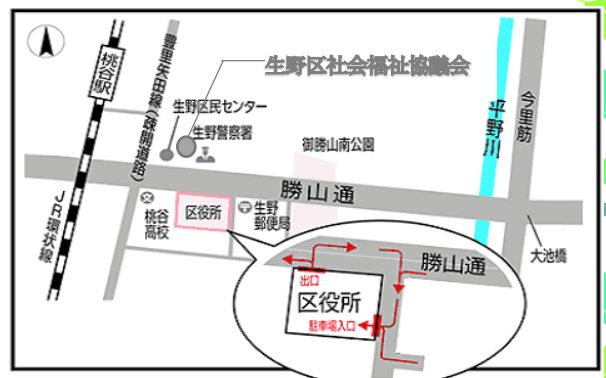 生野区社会福祉協議会
桃谷駅
豊里矢田線(疎開道路)
生野区民センター
生野警察署
御勝山南公園
平野川
今里筋
勝山通
JR環状線
桃谷
高校
区役所
生野
郵便局
大池橋
勝山通
出口
区役所
駐車場入口